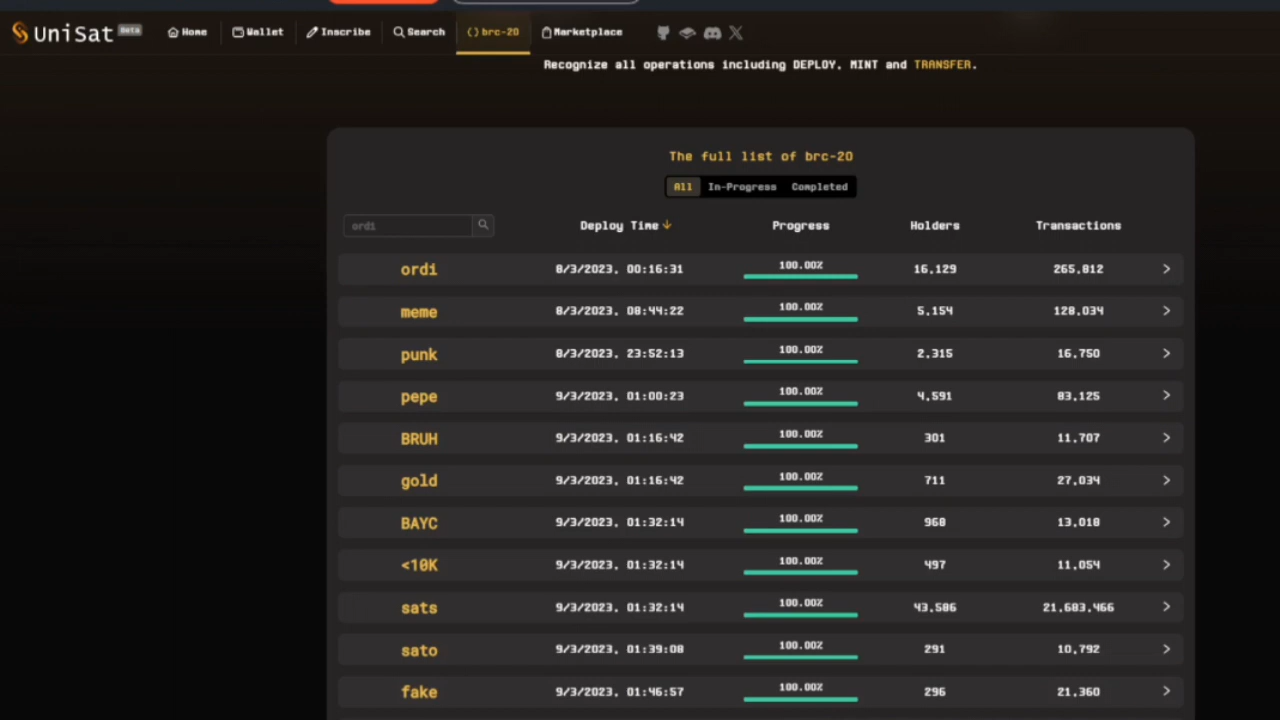 UniSat Beta Home Wallet Inscribe Search brc-20 Marketplace
Recognize all operations including DEPLOY, MINT and TRANSFER.
The full list of brc-20
All In-Progress Completed
ordi Deploy Time Progress Holders Transactions
ordi 8/3/2023, 00:16:31 100.00% 16,129 265,812
meme 8/3/2023, 08:44:22 100.00% 5,154 128,034
punk 8/3/2023, 23:52:13 100.00% 2,315 16,750
pepe 9/3/2023, 01:00:23 100.00% 4,591 83,125
BRUH 9/3/2023, 01:16:42 100.00% 301 11,707
gold 9/3/2023, 01:16:42 100.00% 711 27,034
BAYC 9/3/2023, 01:32:14 100.00% 968 13,018
<10K 9/3/2023, 01:32:14 100.00% 497 11,054
sats 9/3/2023, 01:32:14 100.00% 43,586 21,683,466
sato 9/3/2023, 01:39:08 100.00% 291 10,792
fake 9/3/2023, 01:46:57 100.00% 296 21,360